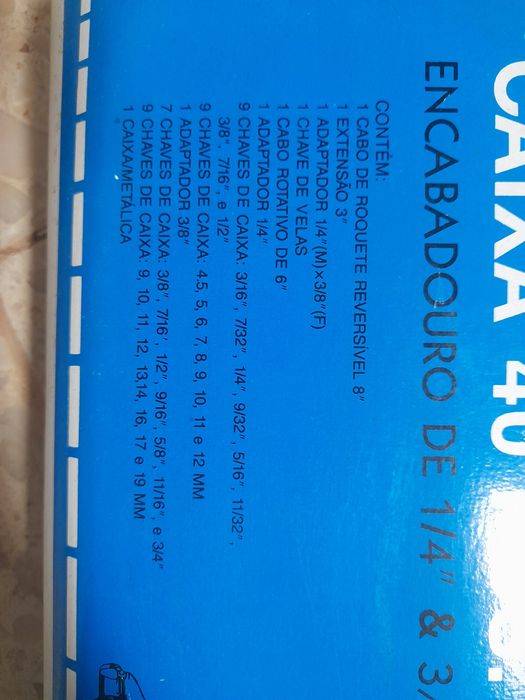 CAIXA 40
ENCABADOURO DE 1/4" & 3/
CONTÉM:
1 CABO DE ROQUETE REVERSÍVEL 8"
1 EXTENSÃO 3"
1 ADAPTADOR 1/4"(M)x3/8"(F)
1 CHAVE DE VELAS
1 CABO ROTATIVO DE 6"
1 ADAPTADOR 1/4"
9 CHAVES DE CAIXA: 3/16", 7/32", 1/4", 9/32", 5/16", 11/32",
3/8", 7/16", e 1/2"
9 CHAVES DE CAIXA: 4.5, 5, 6, 7, 8, 9, 10, 11 e 12 MM
1 ADAPTADOR 3/8"
7 CHAVES DE CAIXA: 3/8", 7/16', 1/2", 9/16", 5/8", 11/16", e 3/4"
9 CHAVES DE CAIXA: 9, 10, 11, 12, 13,14, 16, 17 e 19 MM
1 CAIXA/METÁLICA